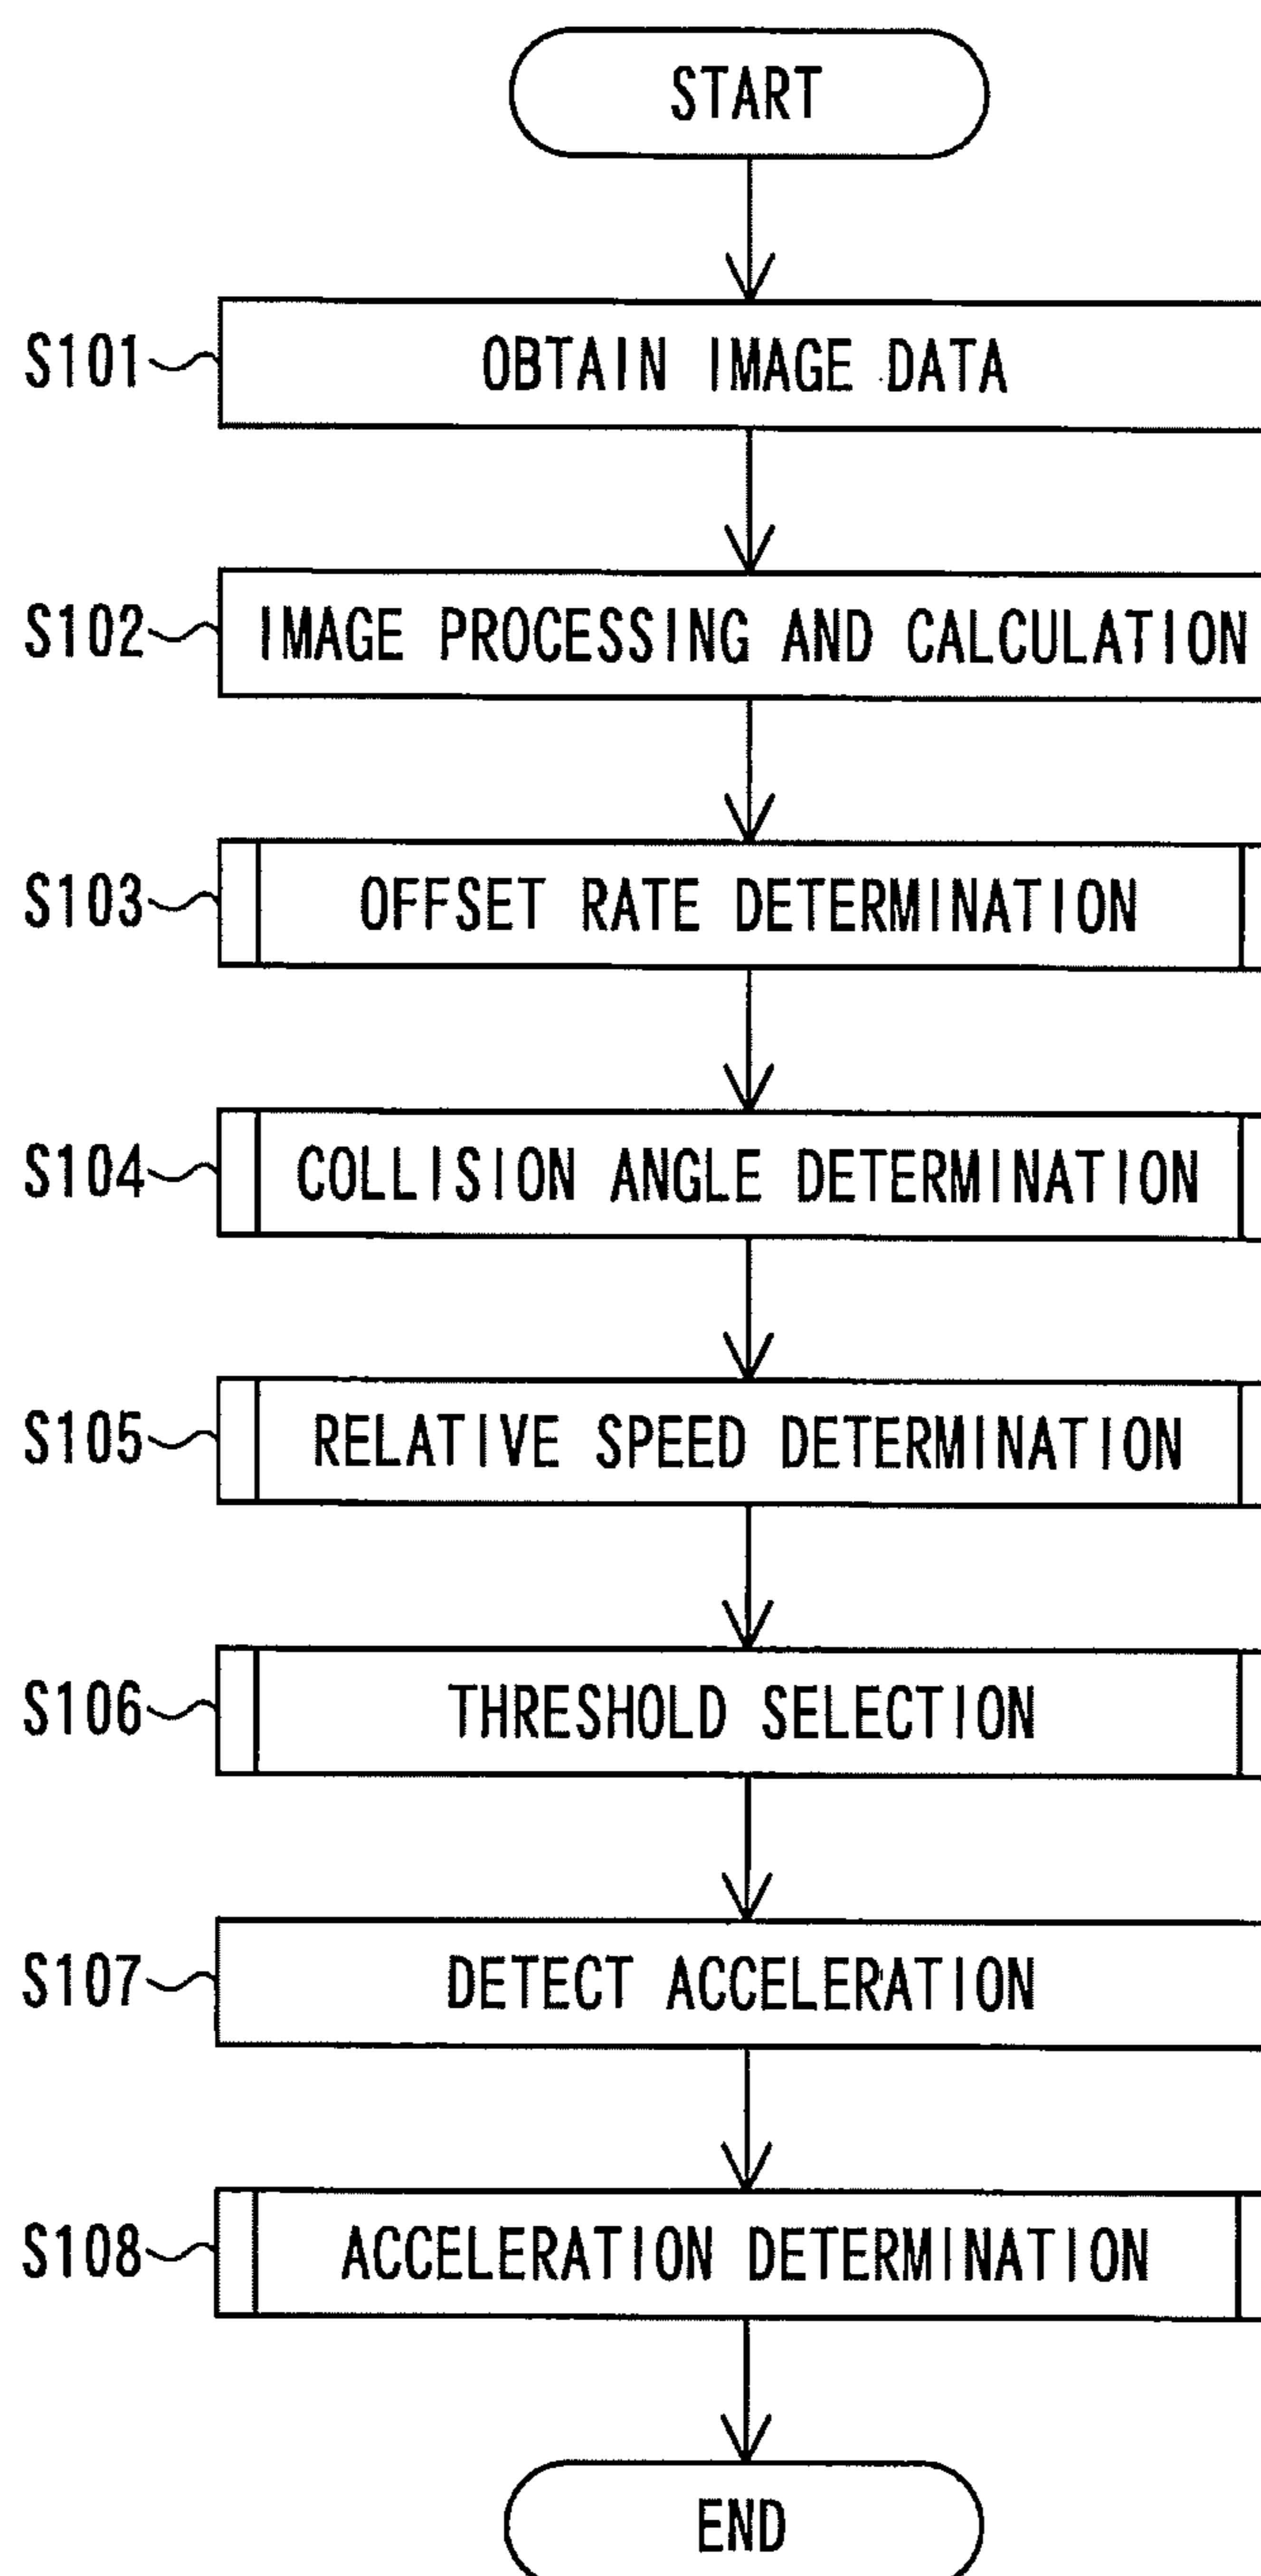 START
S101 OBTAIN IMAGE DATA
S102 IMAGE PROCESSING AND CALCULATION
S103 OFFSET RATE DETERMINATION
S104 COLLISION ANGLE DETERMINATION
S105 RELATIVE SPEED DETERMINATION
S106 THRESHOLD SELECTION
S107 DETECT ACCELERATION
S108 ACCELERATION DETERMINATION
END